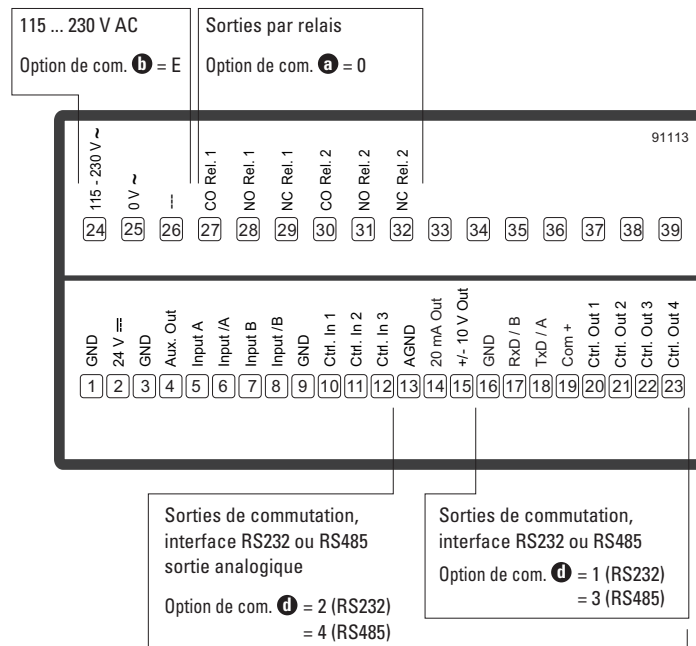 115 ... 230 V AC
Option de com. b = E
Sorties par relais
Option de com. a = 0
91113
115 - 230 V ~
0 V ~
---
CO Rel. 1
NO Rel. 1
NC Rel. 1
CO Rel. 2
NO Rel. 2
NC Rel. 2
24 25 26 27 28 29 30 31 32 33 34 35 36 37 38 39
GND
24 V ⎓
GND
Aux. Out
Input A
Input /A
Input B
Input /B
GND
Ctrl. In 1
Ctrl. In 2
Ctrl. In 3
AGND
20 mA Out
+/- 10 V Out
GND
RxD / B
TxD / A
Com +
Ctrl. Out 1
Ctrl. Out 2
Ctrl. Out 3
Ctrl. Out 4
1 2 3 4 5 6 7 8 9 10 11 12 13 14 15 16 17 18 19 20 21 22 23
Sorties de commutation,
interface RS232 ou RS485
sortie analogique
Option de com. d = 2 (RS232)
= 4 (RS485)
Sorties de commutation,
interface RS232 ou RS485
Option de com. d = 1 (RS232)
= 3 (RS485)